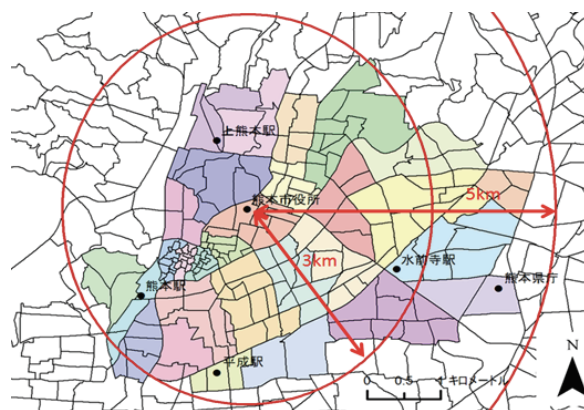 上熊本駅
熊本市役所
5km
3km
水前寺駅
熊本駅
熊本県庁
平成駅
N
0 0.5 1 キロメートル